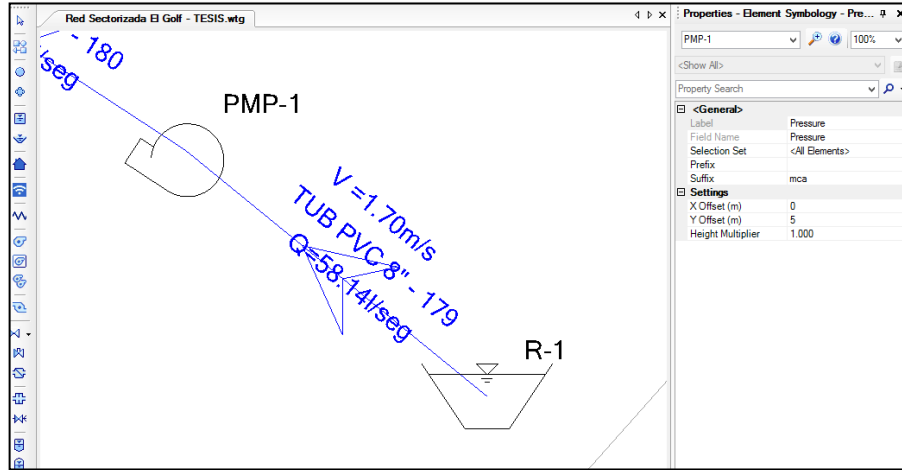 Red Sectorizada El Golf - TESIS.wtg
Properties - Element Symbology - Pre...
PMP-1
100%
<Show All>
Property Search
<General>
Label Pressure
Field Name Pressure
Selection Set <All Elements>
Prefix
Suffix mca
Settings
X Offset (m) 0
Y Offset (m) 5
Height Multiplier 1.000
- 180
/seg
PMP-1
V =1.70m/s
TUB PVC 8" - 179
Q=58.14l/seg
R-1